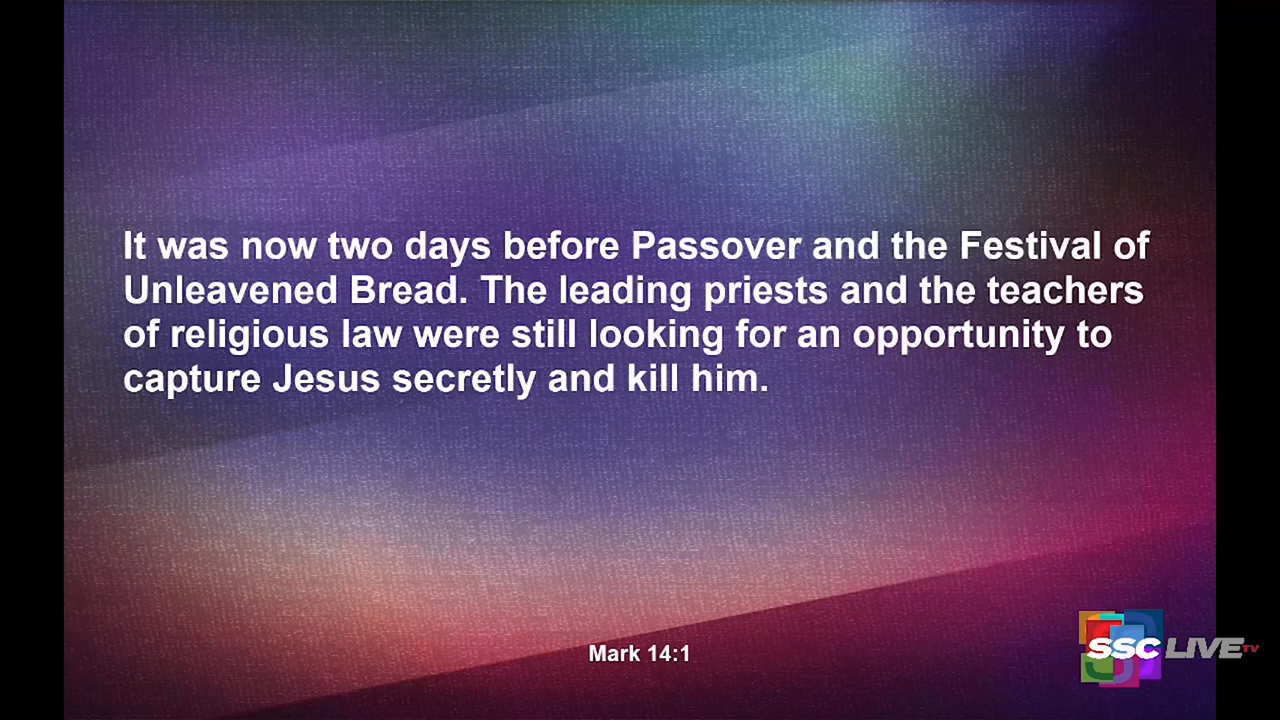 It was now two days before Passover and the Festival of
Unleavened Bread. The leading priests and the teachers
of religious law were still looking for an opportunity to
capture Jesus secretly and kill him.
Mark 14:1
SSC LIVE TV